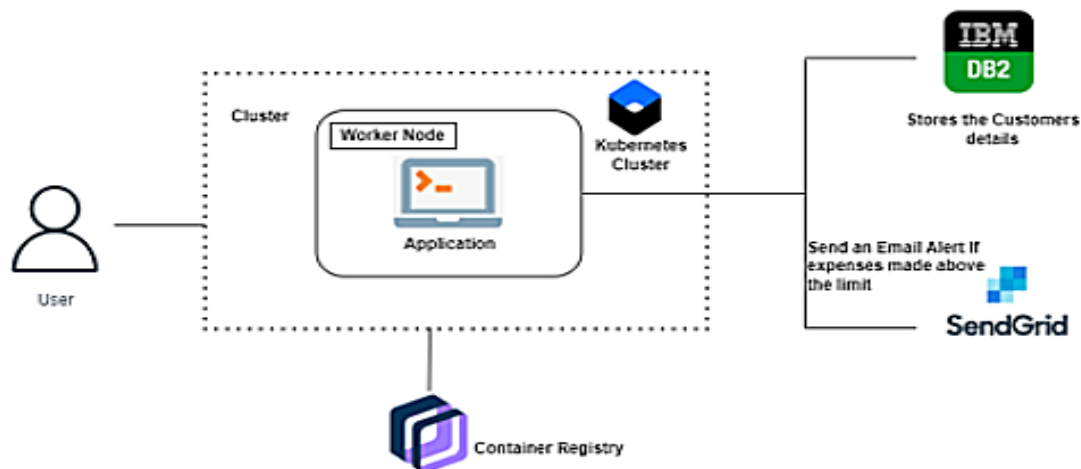 IBM
DB2
Stores the Customers
details
Cluster
Worker Node
Kubernetes
Cluster
Application
User
Send an Email Alert If
expenses made above
the limit
SendGrid
Container Registry